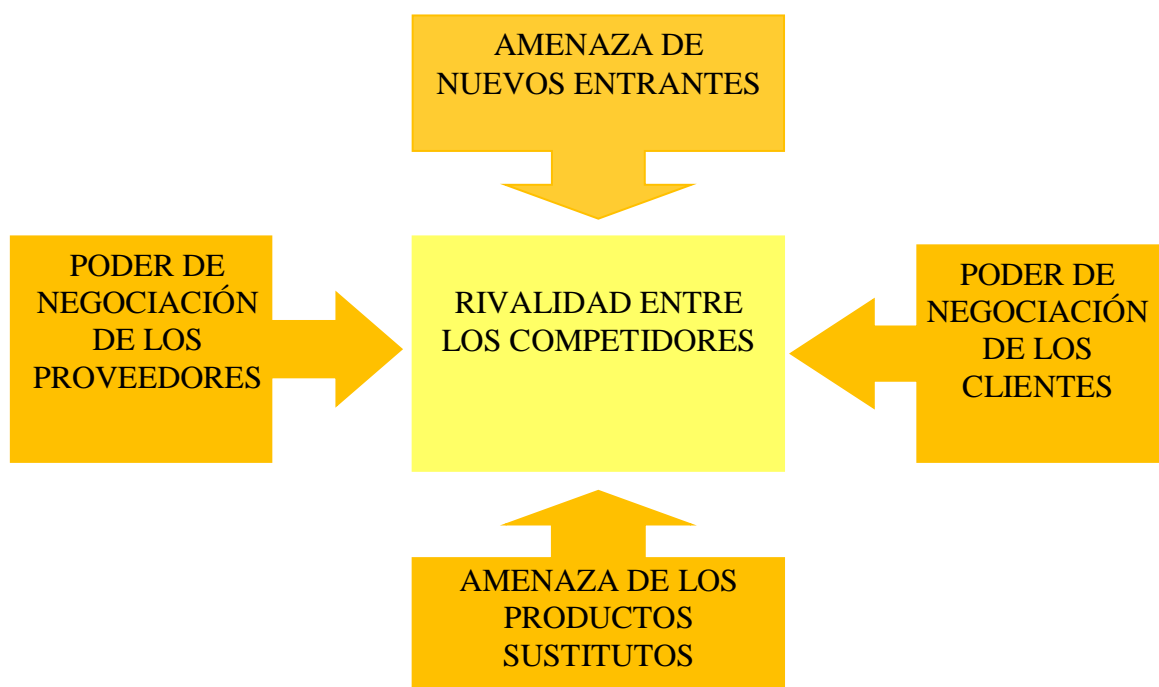 AMENAZA DE
NUEVOS ENTRANTES
PODER DE
NEGOCIACIÓN
DE LOS
PROVEEDORES
RIVALIDAD ENTRE
LOS COMPETIDORES
PODER DE
NEGOCIACIÓN
DE LOS
CLIENTES
AMENAZA DE LOS
PRODUCTOS
SUSTITUTOS